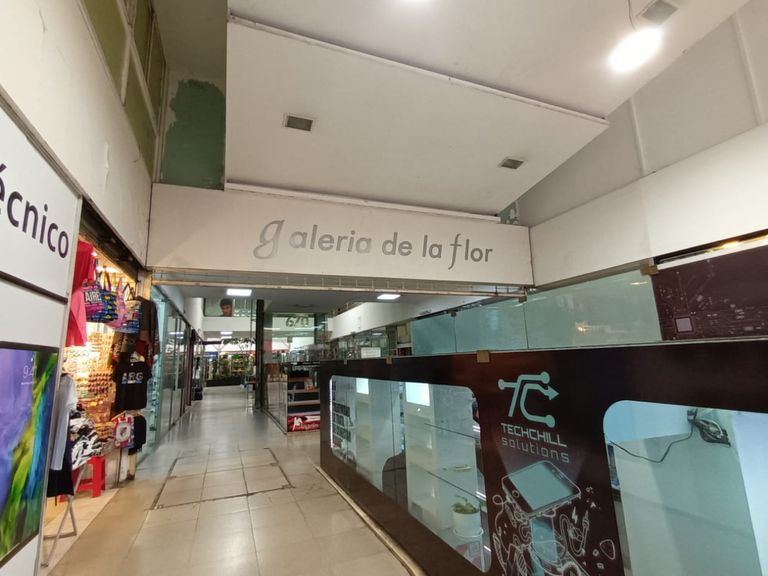 écnico
galeria de la flor
TC
TECHCHILL
solutions